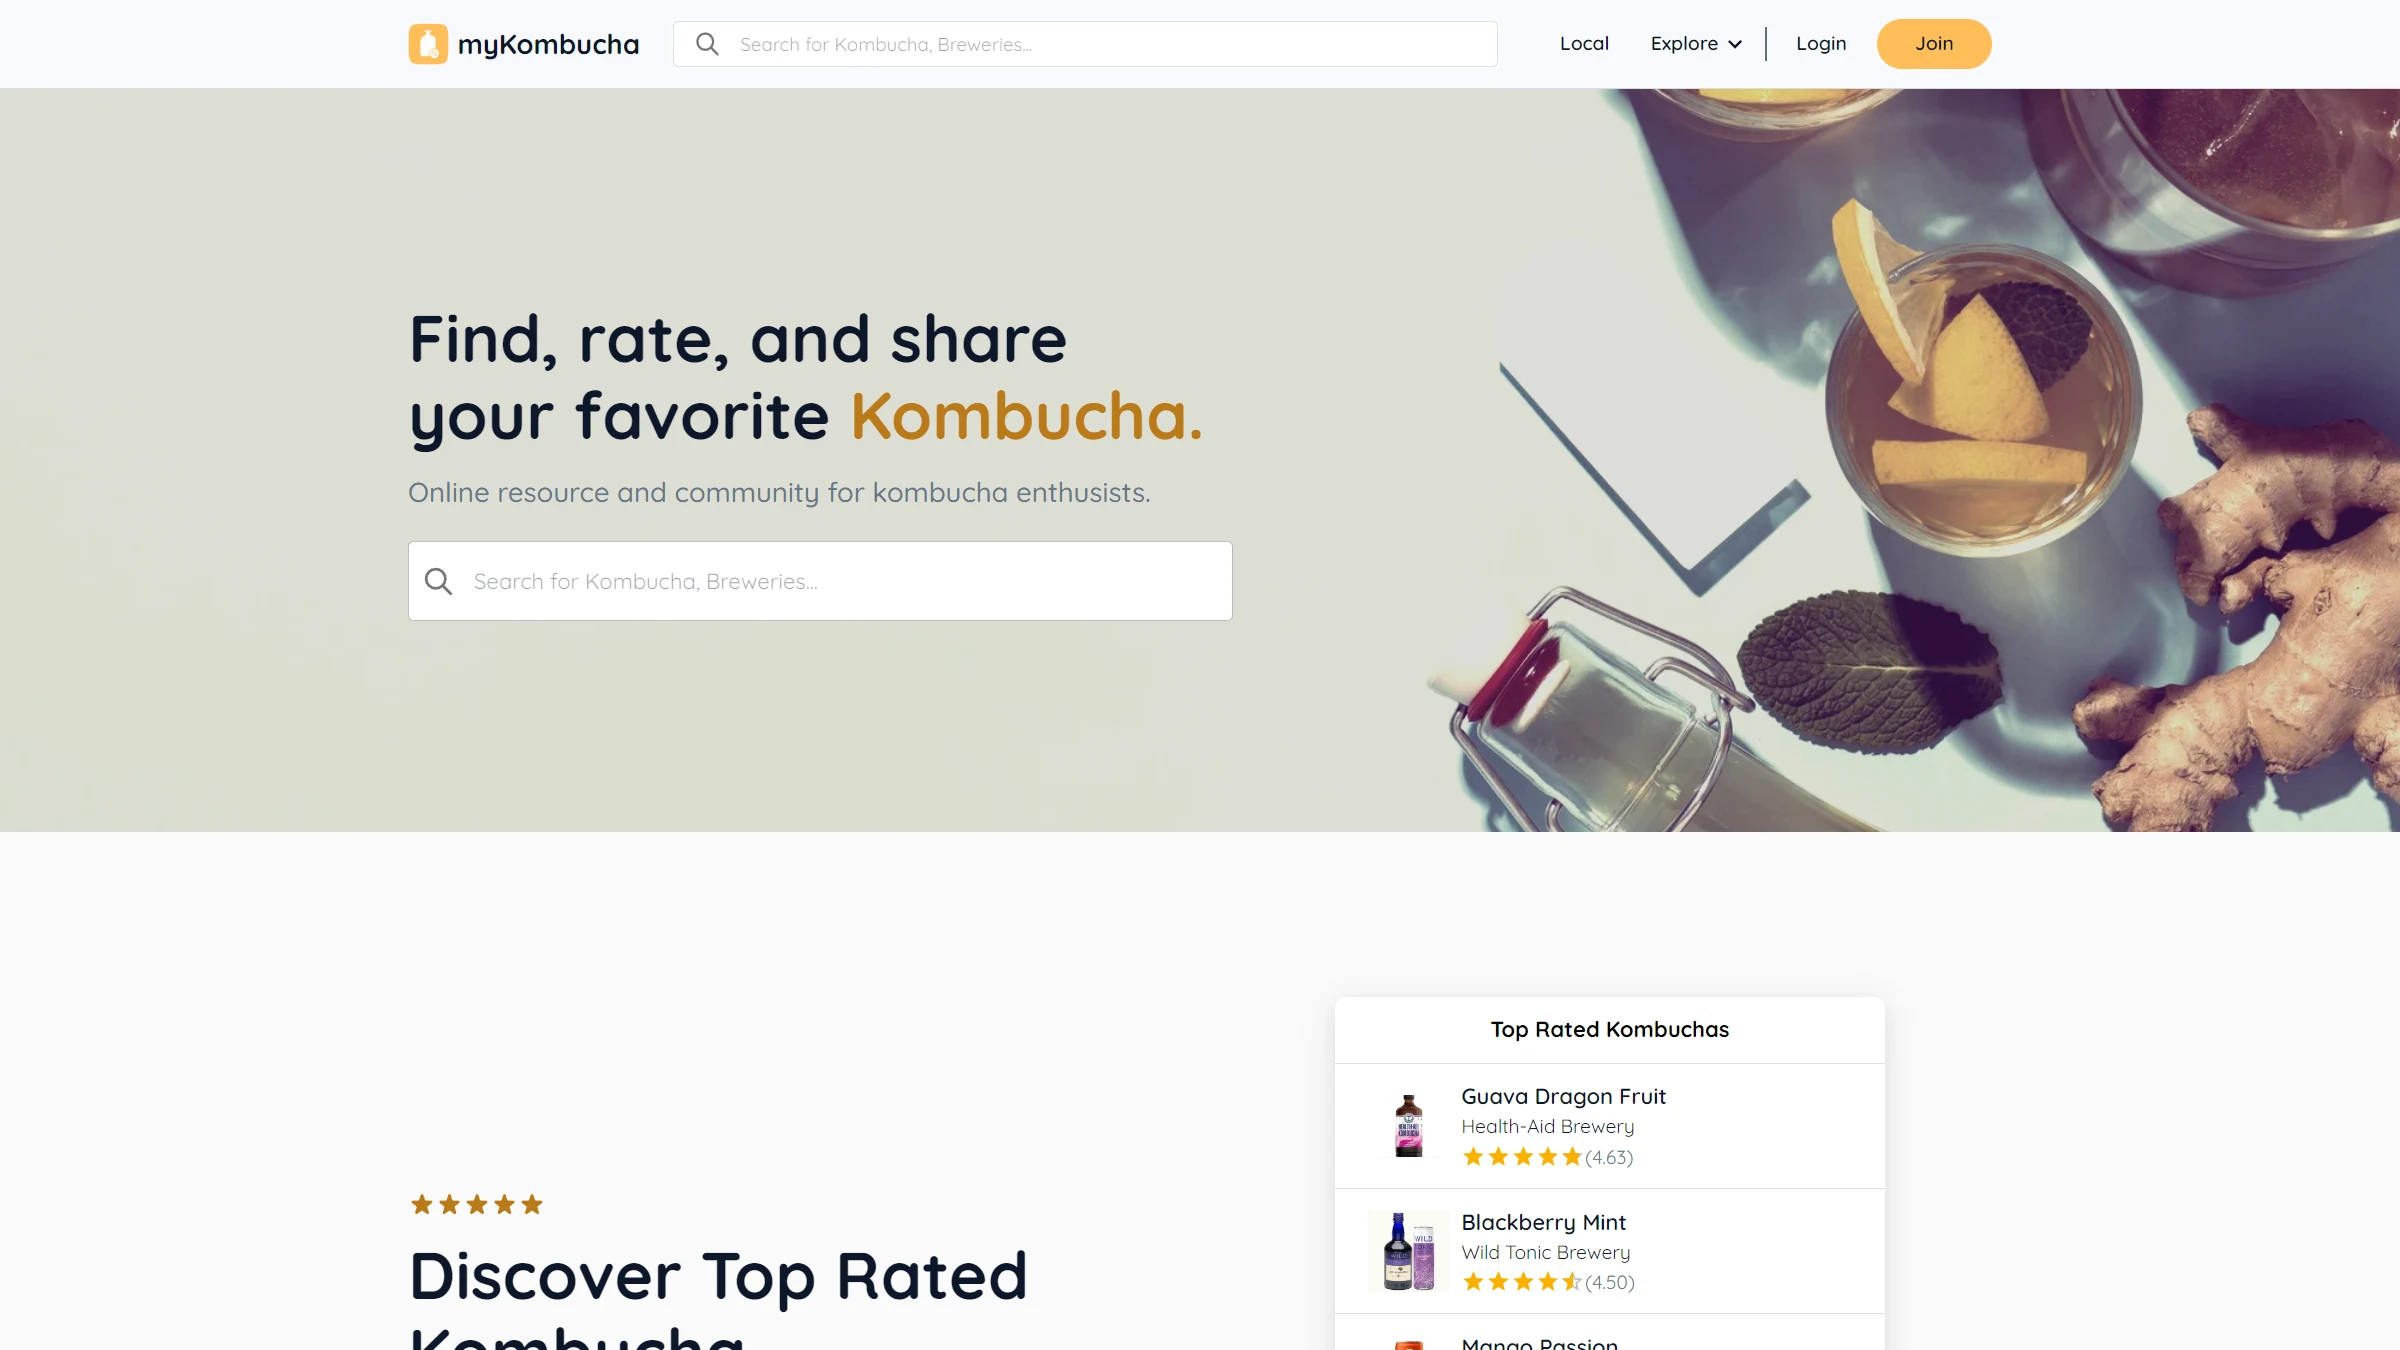 myKombucha
Search for Kombucha, Breweries...
Local
Explore
Login
Join
Find, rate, and share
your favorite Kombucha.
Online resource and community for kombucha enthusists.
Search for Kombucha, Breweries...
Top Rated Kombuchas
Guava Dragon Fruit
Health-Aid Brewery
(4.63)
Blackberry Mint
Wild Tonic Brewery
(4.50)
Discover Top Rated
Kombucha
Mango Passion
WILD